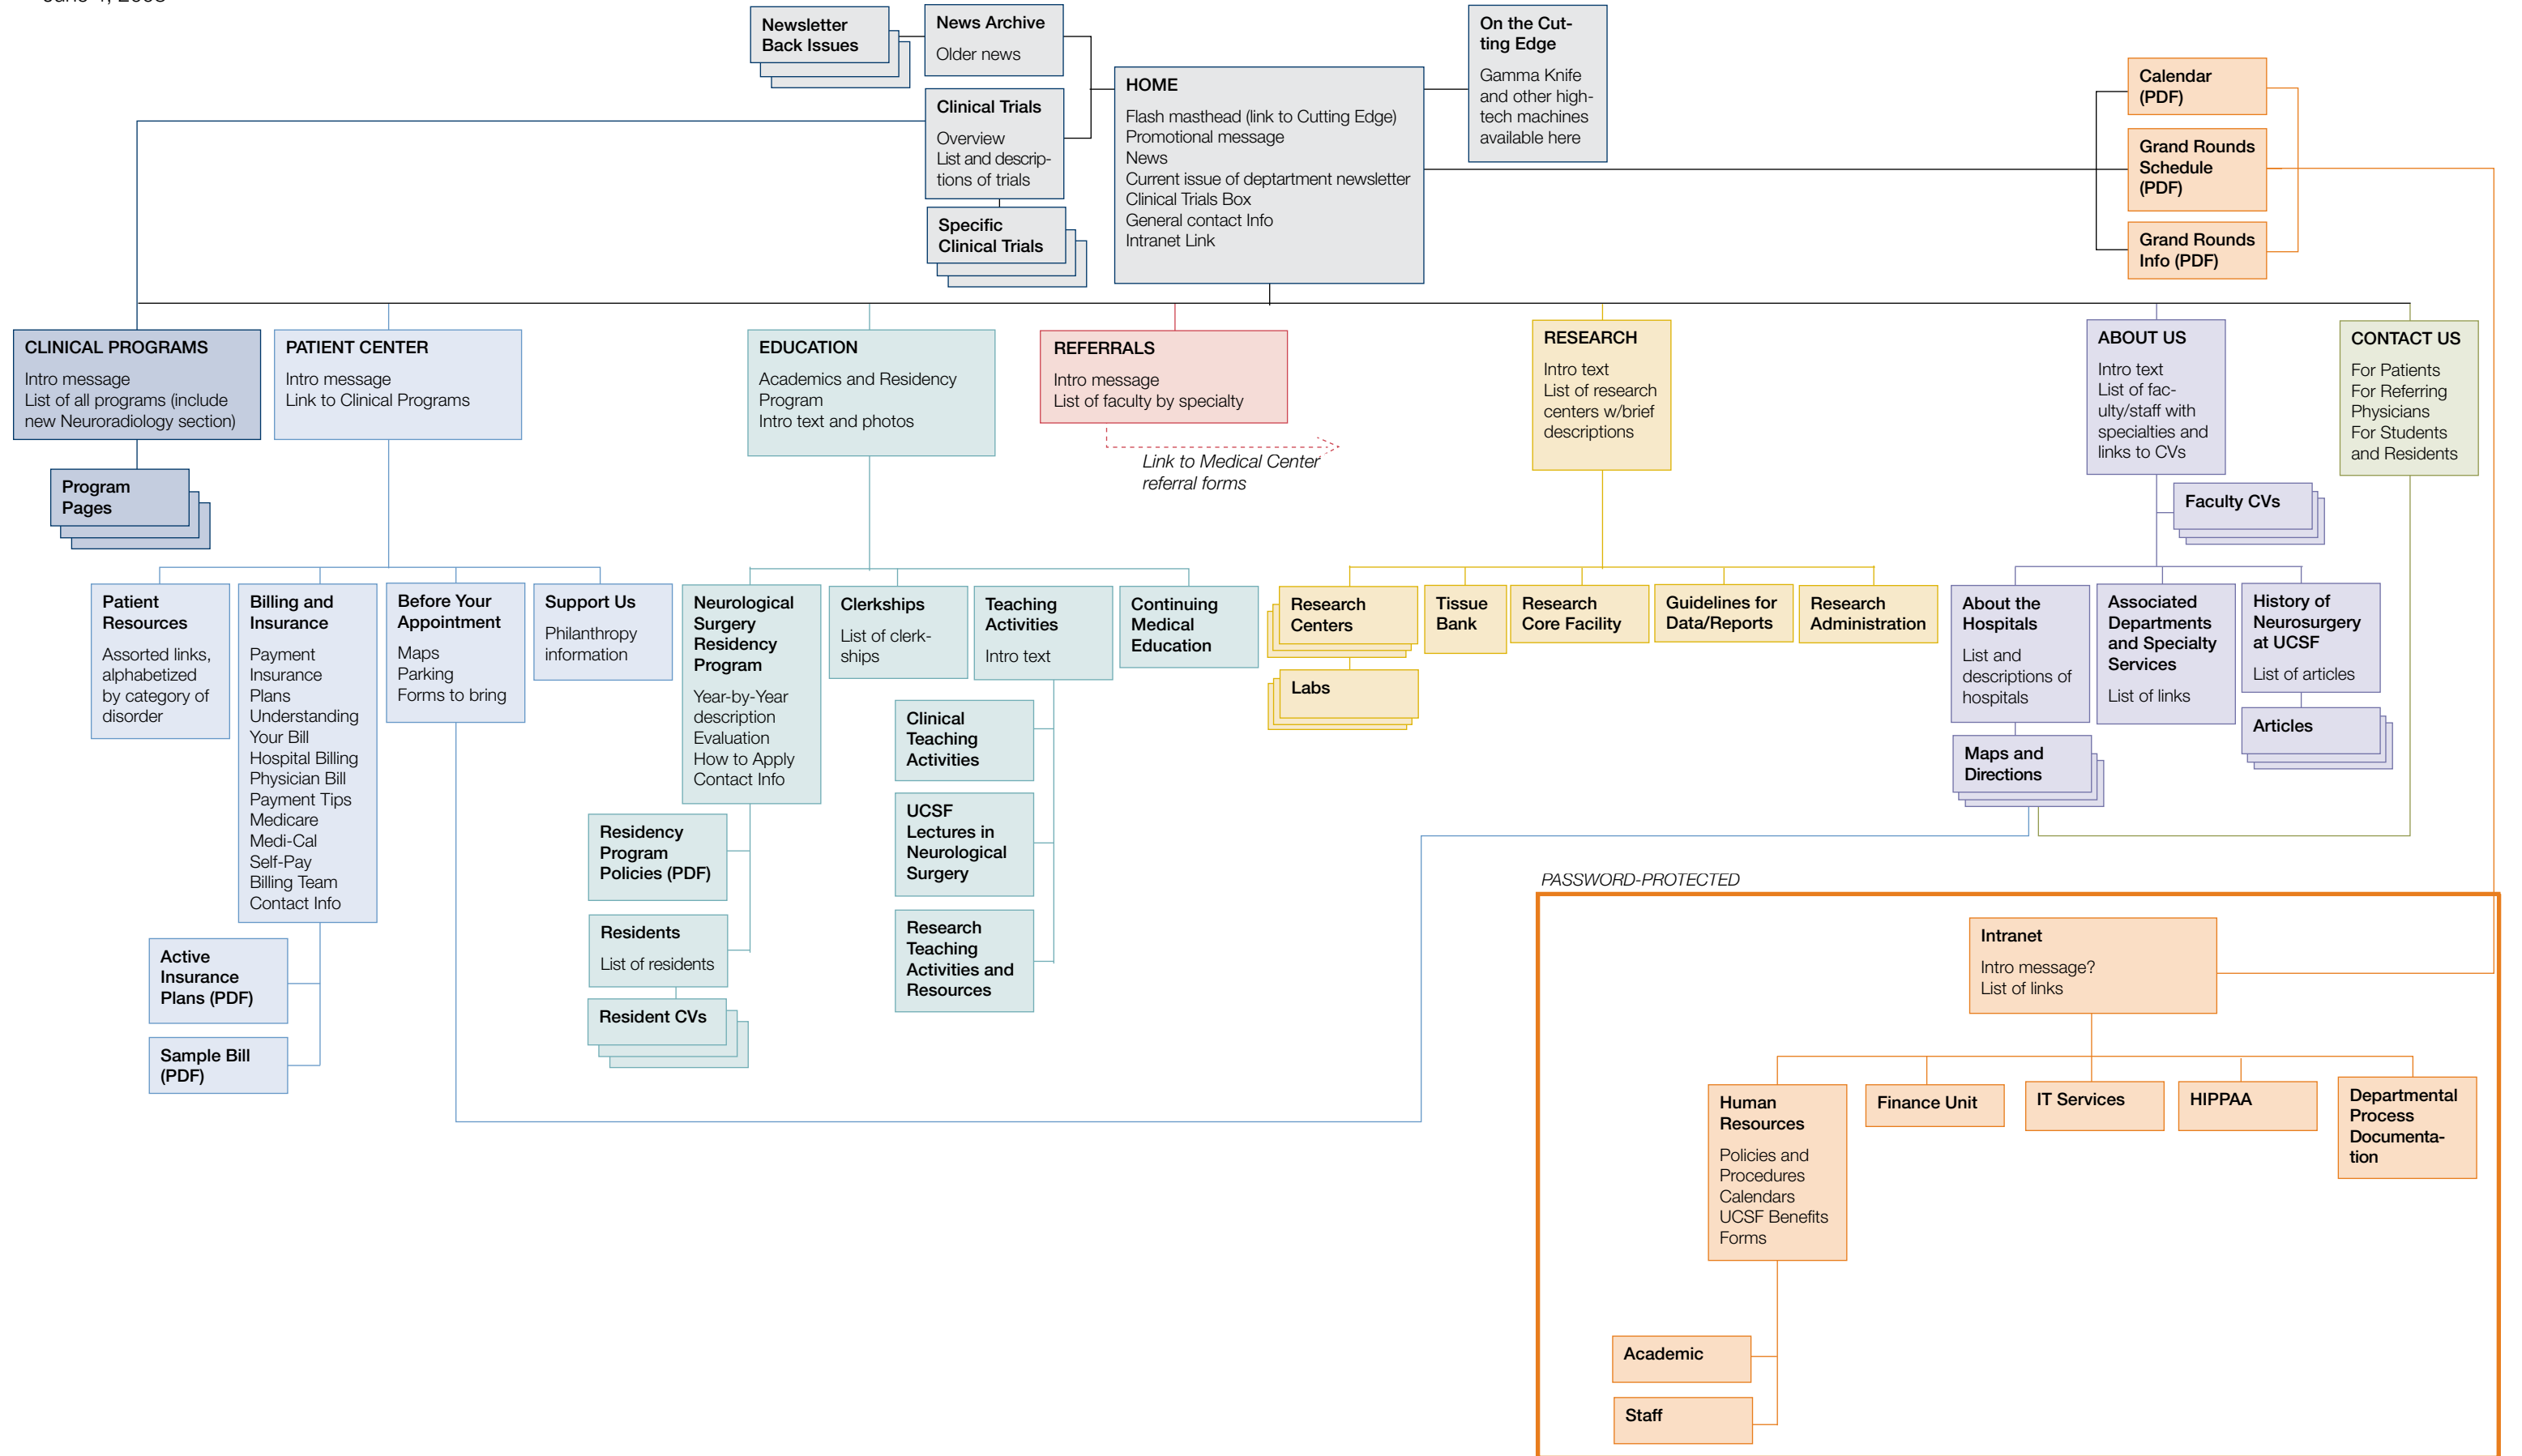 Newsletter
Back Issues
News Archive
Older news
Clinical Trials
Overview
List and descrip-
tions of trials
Specific
Clinical Trials
HOME
Flash masthead (link to Cutting Edge)
Promotional message
News
Current issue of deptartment newsletter
Clinical Trials Box
General contact Info
Intranet Link
On the Cut-
ting Edge
Gamma Knife
and other high-
tech machines
available here
Calendar
(PDF)
Grand Rounds
Schedule
(PDF)
Grand Rounds
Info (PDF)
CLINICAL PROGRAMS
Intro message
List of all programs (include
new Neuroradiology section)
Program
Pages
PATIENT CENTER
Intro message
Link to Clinical Programs
EDUCATION
Academics and Residency
Program
Intro text and photos
REFERRALS
Intro message
List of faculty by specialty
Link to Medical Center
referral forms
RESEARCH
Intro text
List of research
centers w/brief
descriptions
ABOUT US
Intro text
List of fac-
ulty/staff with
specialties and
links to CVs
Faculty CVs
CONTACT US
For Patients
For Referring
Physicians
For Students
and Residents
Patient
Resources
Assorted links,
alphabetized
by category of
disorder
Billing and
Insurance
Payment
Insurance
Plans
Understanding
Your Bill
Hospital Billing
Physician Bill
Payment Tips
Medicare
Medi-Cal
Self-Pay
Billing Team
Contact Info
Active
Insurance
Plans (PDF)
Sample Bill
(PDF)
Before Your
Appointment
Maps
Parking
Forms to bring
Support Us
Philanthropy
information
Neurological
Surgery
Residency
Program
Year-by-Year
description
Evaluation
How to Apply
Contact Info
Residency
Program
Policies (PDF)
Residents
List of residents
Resident CVs
Clerkships
List of clerk-
ships
Teaching
Activities
Intro text
Clinical
Teaching
Activities
UCSF
Lectures in
Neurological
Surgery
Research
Teaching
Activities and
Resources
Continuing
Medical
Education
Research
Centers
Labs
Tissue
Bank
Research
Core Facility
Guidelines for
Data/Reports
Research
Administration
About the
Hospitals
List and
descriptions of
hospitals
Maps and
Directions
Associated
Departments
and Specialty
Services
List of links
History of
Neurosurgery
at UCSF
List of articles
Articles
PASSWORD-PROTECTED
Intranet
Intro message?
List of links
Human
Resources
Policies and
Procedures
Calendars
UCSF Benefits
Forms
Academic
Staff
Finance Unit
IT Services
HIPPAA
Departmental
Process
Documenta-
tion